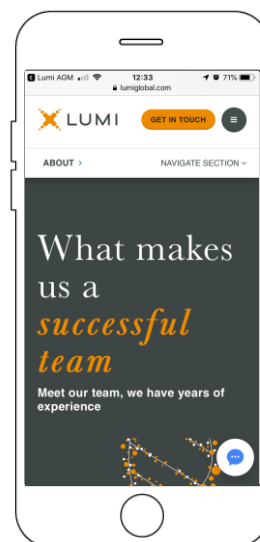 Lumi AGM 12:33 71%
lumiglobal.com
LUMI GET IN TOUCH
ABOUT > NAVIGATE SECTION
What makes
us a
successful
team
Meet our team, we have years of
experience